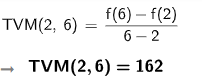 TVM(2, 6) = f(6) − f(2) / 6 − 2
→ TVM(2, 6) = 162